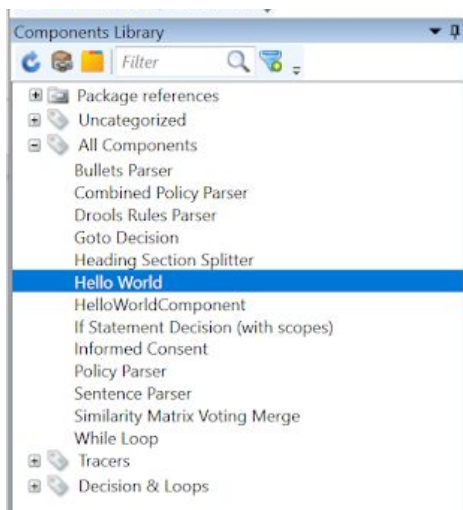 Components Library
Filter
Package references
Uncategorized
All Components
Bullets Parser
Combined Policy Parser
Drools Rules Parser
Goto Decision
Heading Section Splitter
Hello World
HelloWorldComponent
If Statement Decision (with scopes)
Informed Consent
Policy Parser
Sentence Parser
Similarity Matrix Voting Merge
While Loop
Tracers
Decision & Loops